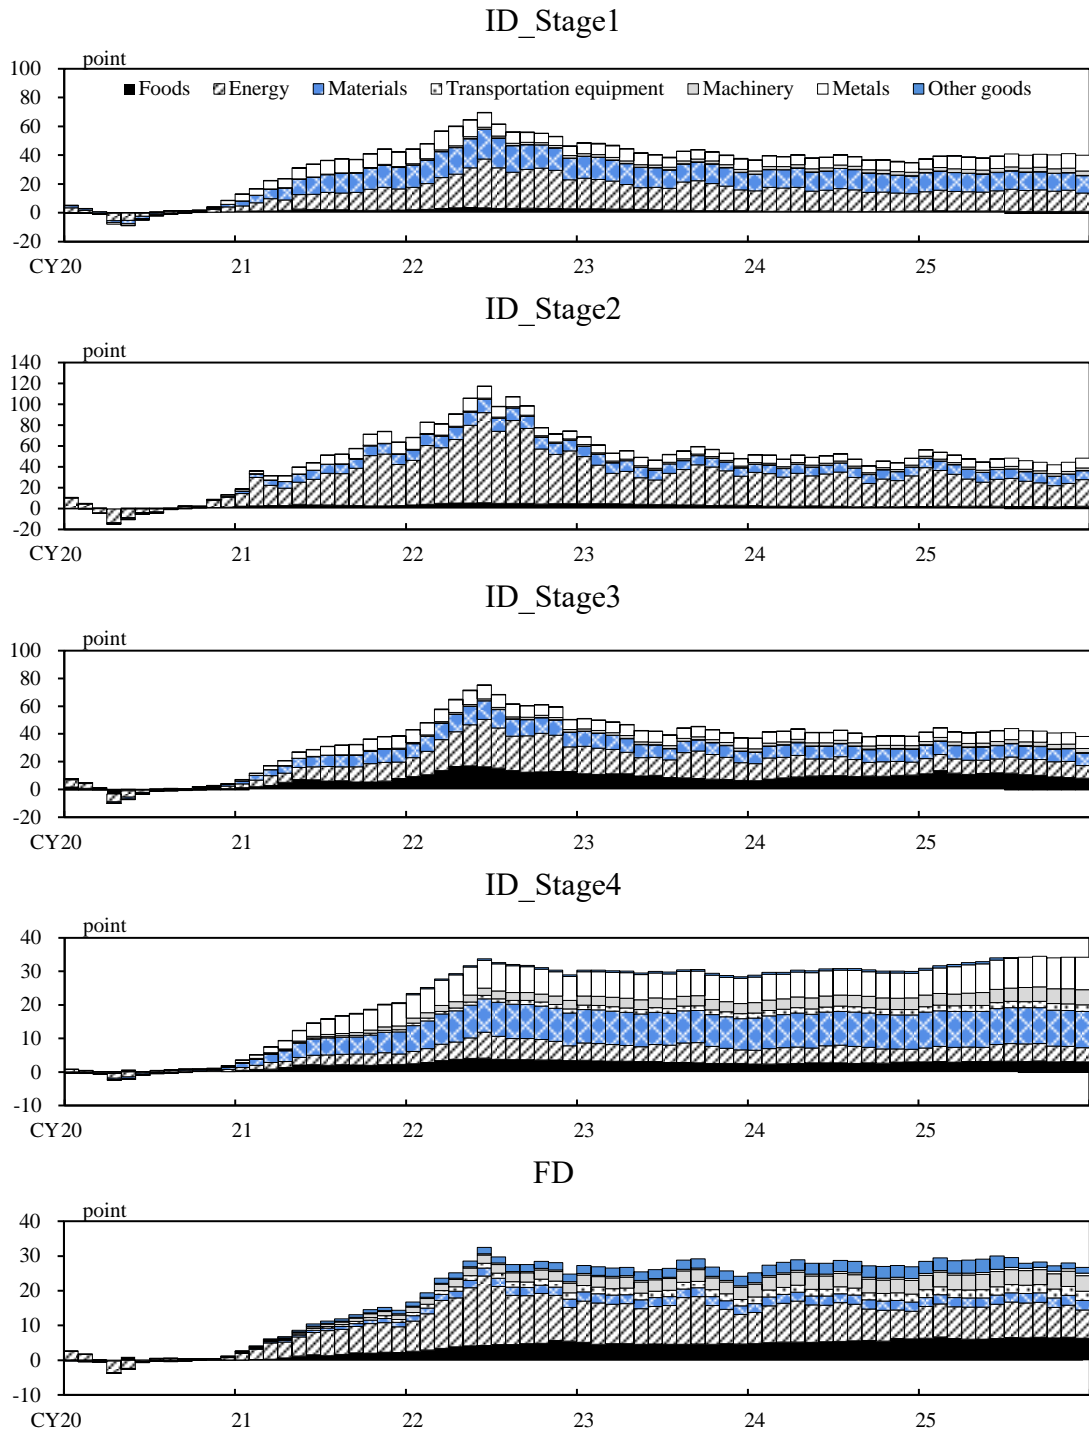 ID_Stage1
point
Foods Energy Materials Transportation equipment Machinery Metals Other goods
100
80
60
40
20
0
-20
CY20 21 22 23 24 25
ID_Stage2
point
140
120
100
80
60
40
20
0
-20
CY20 21 22 23 24 25
ID_Stage3
point
100
80
60
40
20
0
-20
CY20 21 22 23 24 25
ID_Stage4
point
40
30
20
10
0
-10
CY20 21 22 23 24 25
FD
point
40
30
20
10
0
-10
CY20 21 22 23 24 25